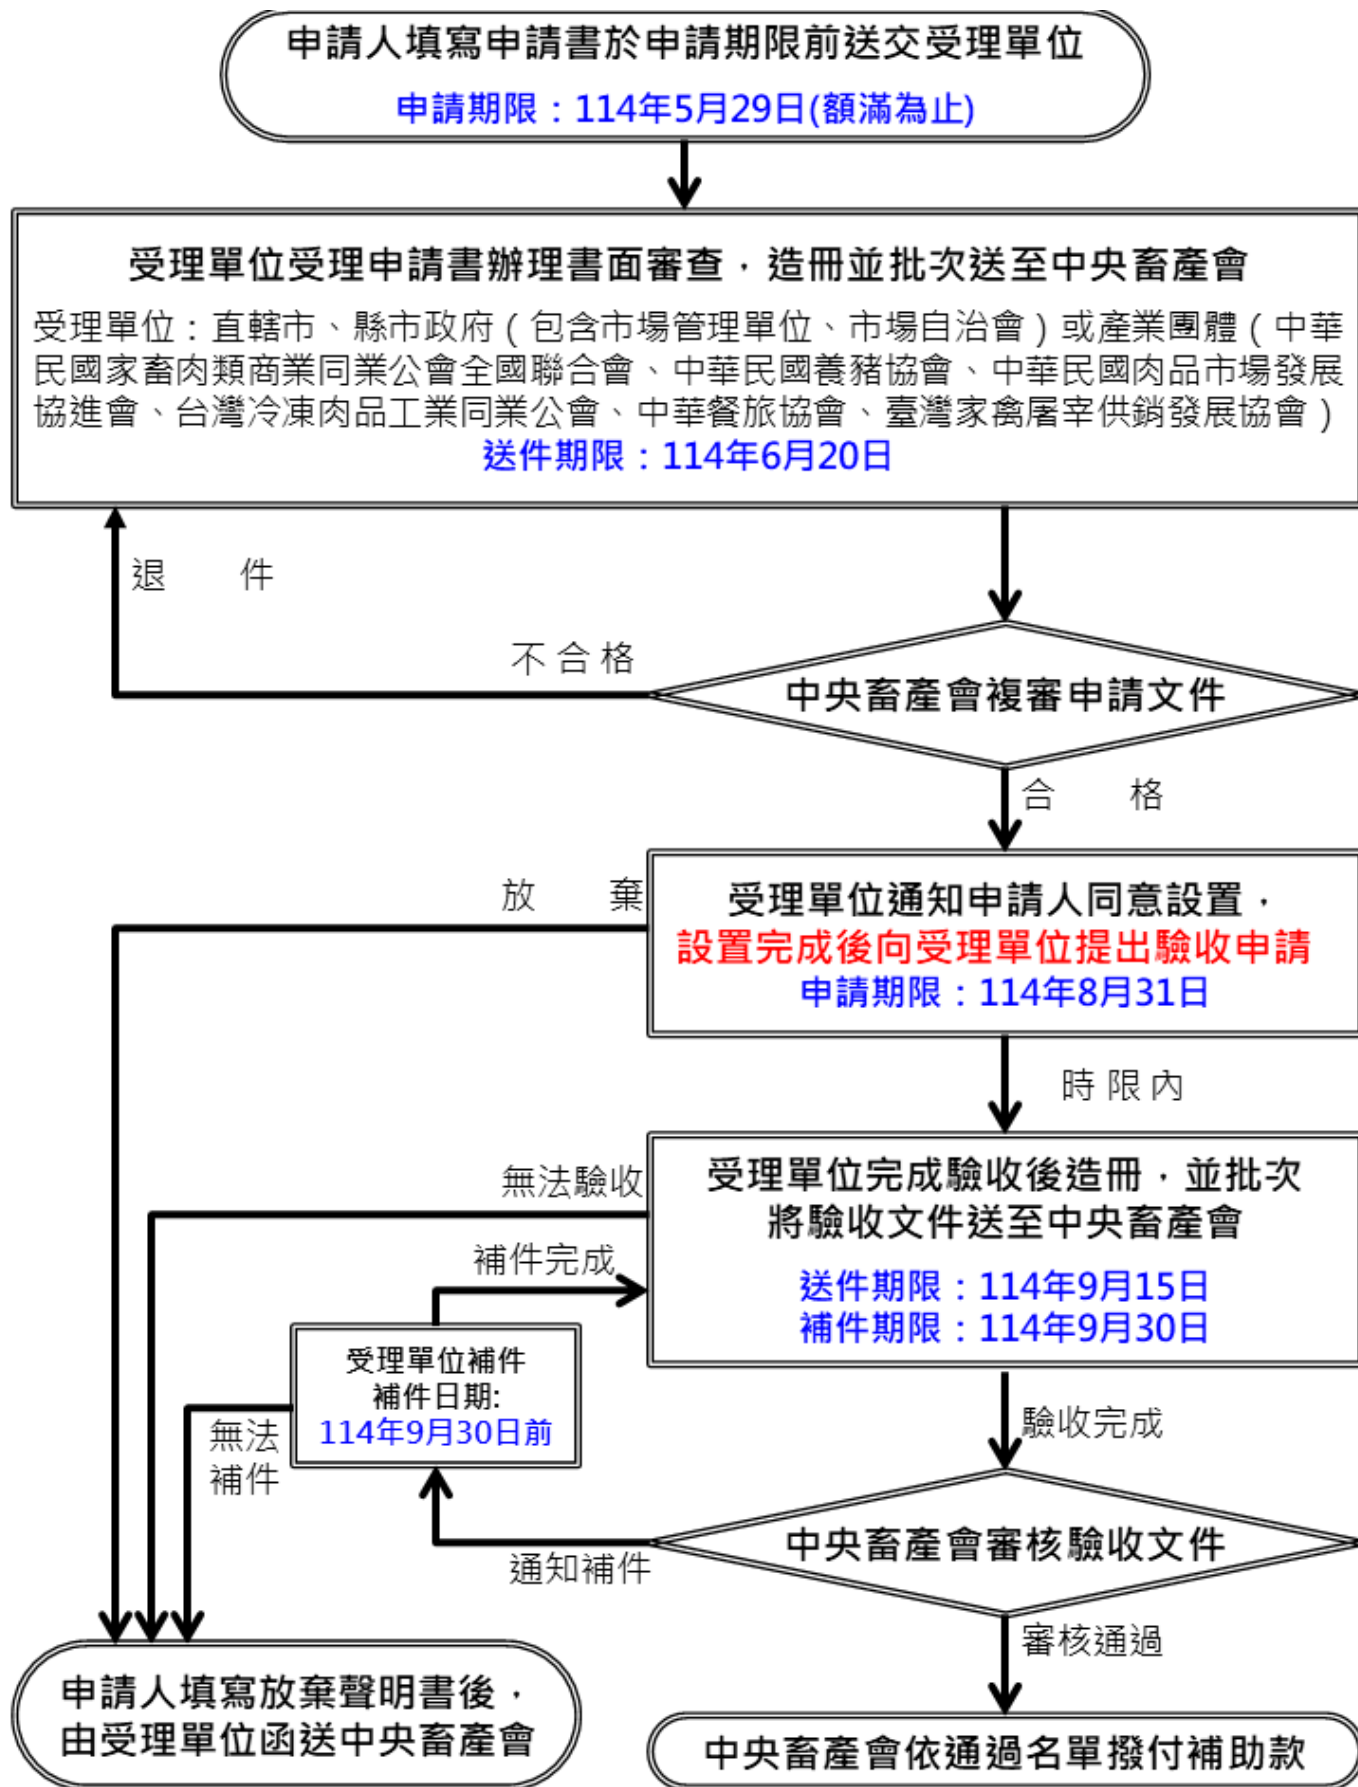 申請人填寫申請書於申請期限前送交受理單位
申請期限：114年5月29日(額滿為止)
受理單位受理申請書辦理書面審查，造冊並批次送至中央畜產會
受理單位：直轄市、縣市政府（包含市場管理單位、市場自治會）或產業團體（中華
民國家畜肉類商業同業公會全國聯合會、中華民國養豬協會、中華民國肉品市場發展
協進會、台灣冷凍肉品工業同業公會、中華餐旅協會、臺灣家禽屠宰供銷發展協會）
送件期限：114年6月20日
退　　件
不合格
中央畜產會複審申請文件
合　　格
放　　棄
受理單位通知申請人同意設置，
設置完成後向受理單位提出驗收申請
申請期限：114年8月31日
時限內
無法驗收
受理單位完成驗收後造冊，並批次
將驗收文件送至中央畜產會
送件期限：114年9月15日
補件期限：114年9月30日
補件完成
受理單位補件
補件日期:
114年9月30日前
無法
補件
驗收完成
中央畜產會審核驗收文件
通知補件
審核通過
申請人填寫放棄聲明書後，
由受理單位函送中央畜產會
中央畜產會依通過名單撥付補助款